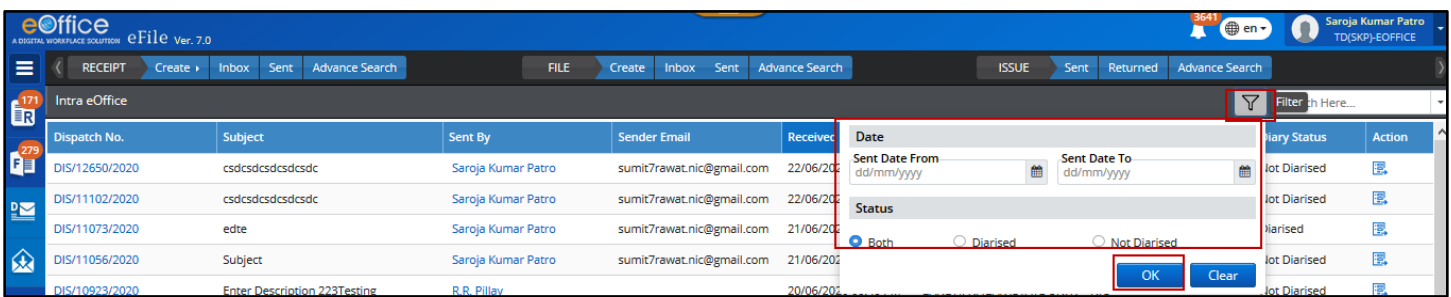 eOffice
A DIGITAL WORKPLACE SOLUTION eFile Ver. 7.0
3641
en
Saroja Kumar Patro
TD(SKP)-EOFFICE
RECEIPT Create Inbox Sent Advance Search FILE Create Inbox Sent Advance Search ISSUE Sent Returned Advance Search
171
R
Intra eOffice
Filter h Here...
Dispatch No. Subject Sent By Sender Email Received Date iary Status Action
279
F
DIS/12650/2020 csdcsdcsdcsdcsdc Saroja Kumar Patro sumit7rawat.nic@gmail.com 22/06/202 Not Diarised
Sent Date From Sent Date To
dd/mm/yyyy dd/mm/yyyy
D
DIS/11102/2020 csdcsdcsdcsdcsdc Saroja Kumar Patro sumit7rawat.nic@gmail.com 22/06/202 Not Diarised
Status
DIS/11073/2020 edte Saroja Kumar Patro sumit7rawat.nic@gmail.com 21/06/202 Diarised
Both Diarised Not Diarised
DIS/11056/2020 Subject Saroja Kumar Patro sumit7rawat.nic@gmail.com 21/06/202 Not Diarised
OK Clear
DIS/10923/2020 Enter Description 223Testing R.R. Pillay 20/06/202 Not Diarised